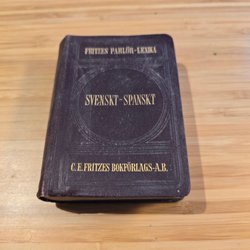 FRITZES PARLÖR-LEXIKA
SVENSKT-SPANSKT
C.E.FRITZES BOKFÖRLAGS-A.B.